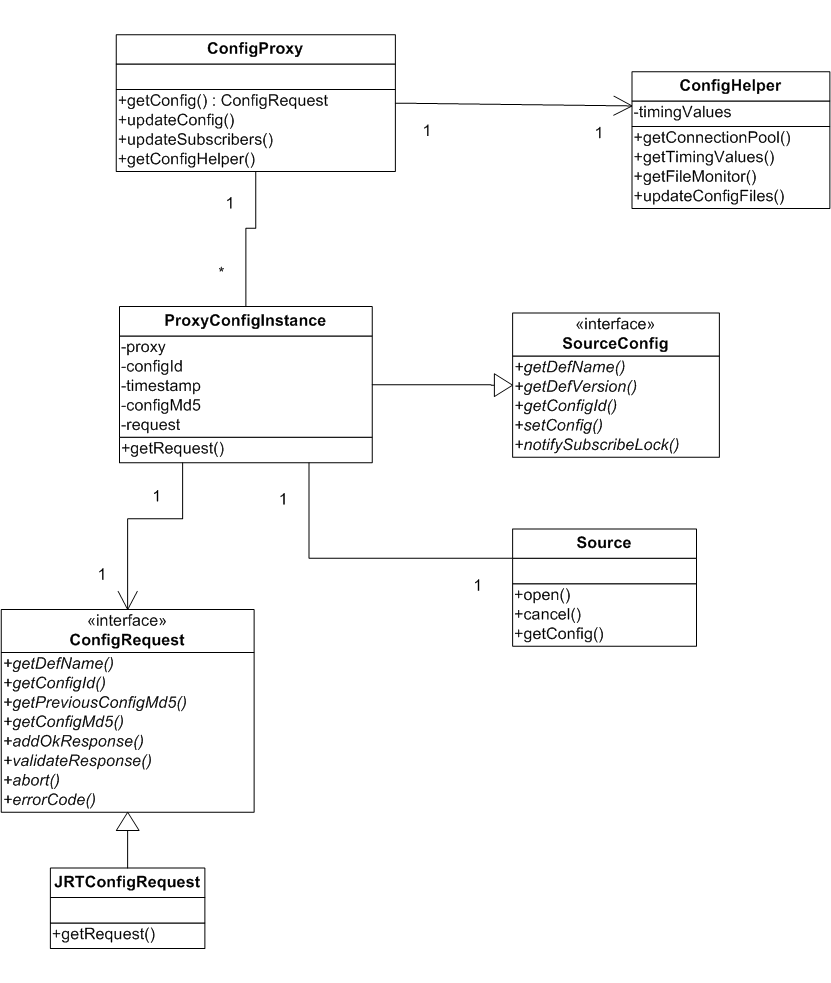 ConfigProxy
+getConfig() : ConfigRequest
+updateConfig()
+updateSubscribers()
+getConfigHelper()
ConfigHelper
-timingValues
+getConnectionPool()
+getTimingValues()
+getFileMonitor()
+updateConfigFiles()
1
1
1
*
ProxyConfigInstance
-proxy
-configId
-timestamp
-configMd5
-request
+getRequest()
«interface»
SourceConfig
+getDefName()
+getDefVersion()
+getConfigId()
+setConfig()
+notifySubscribeLock()
1
1
1
1
Source
+open()
+cancel()
+getConfig()
«interface»
ConfigRequest
+getDefName()
+getConfigId()
+getPreviousConfigMd5()
+getConfigMd5()
+addOkResponse()
+validateResponse()
+abort()
+errorCode()
JRTConfigRequest
+getRequest()